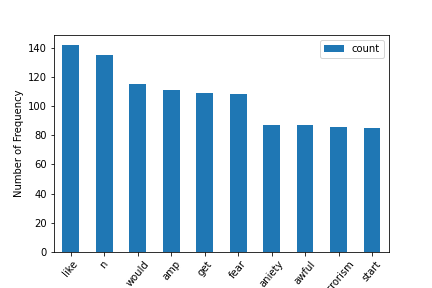 count
Number of Frequency
140
120
100
80
60
40
20
0
like
n
would
amp
get
fear
aniety
awful
rrorism
start